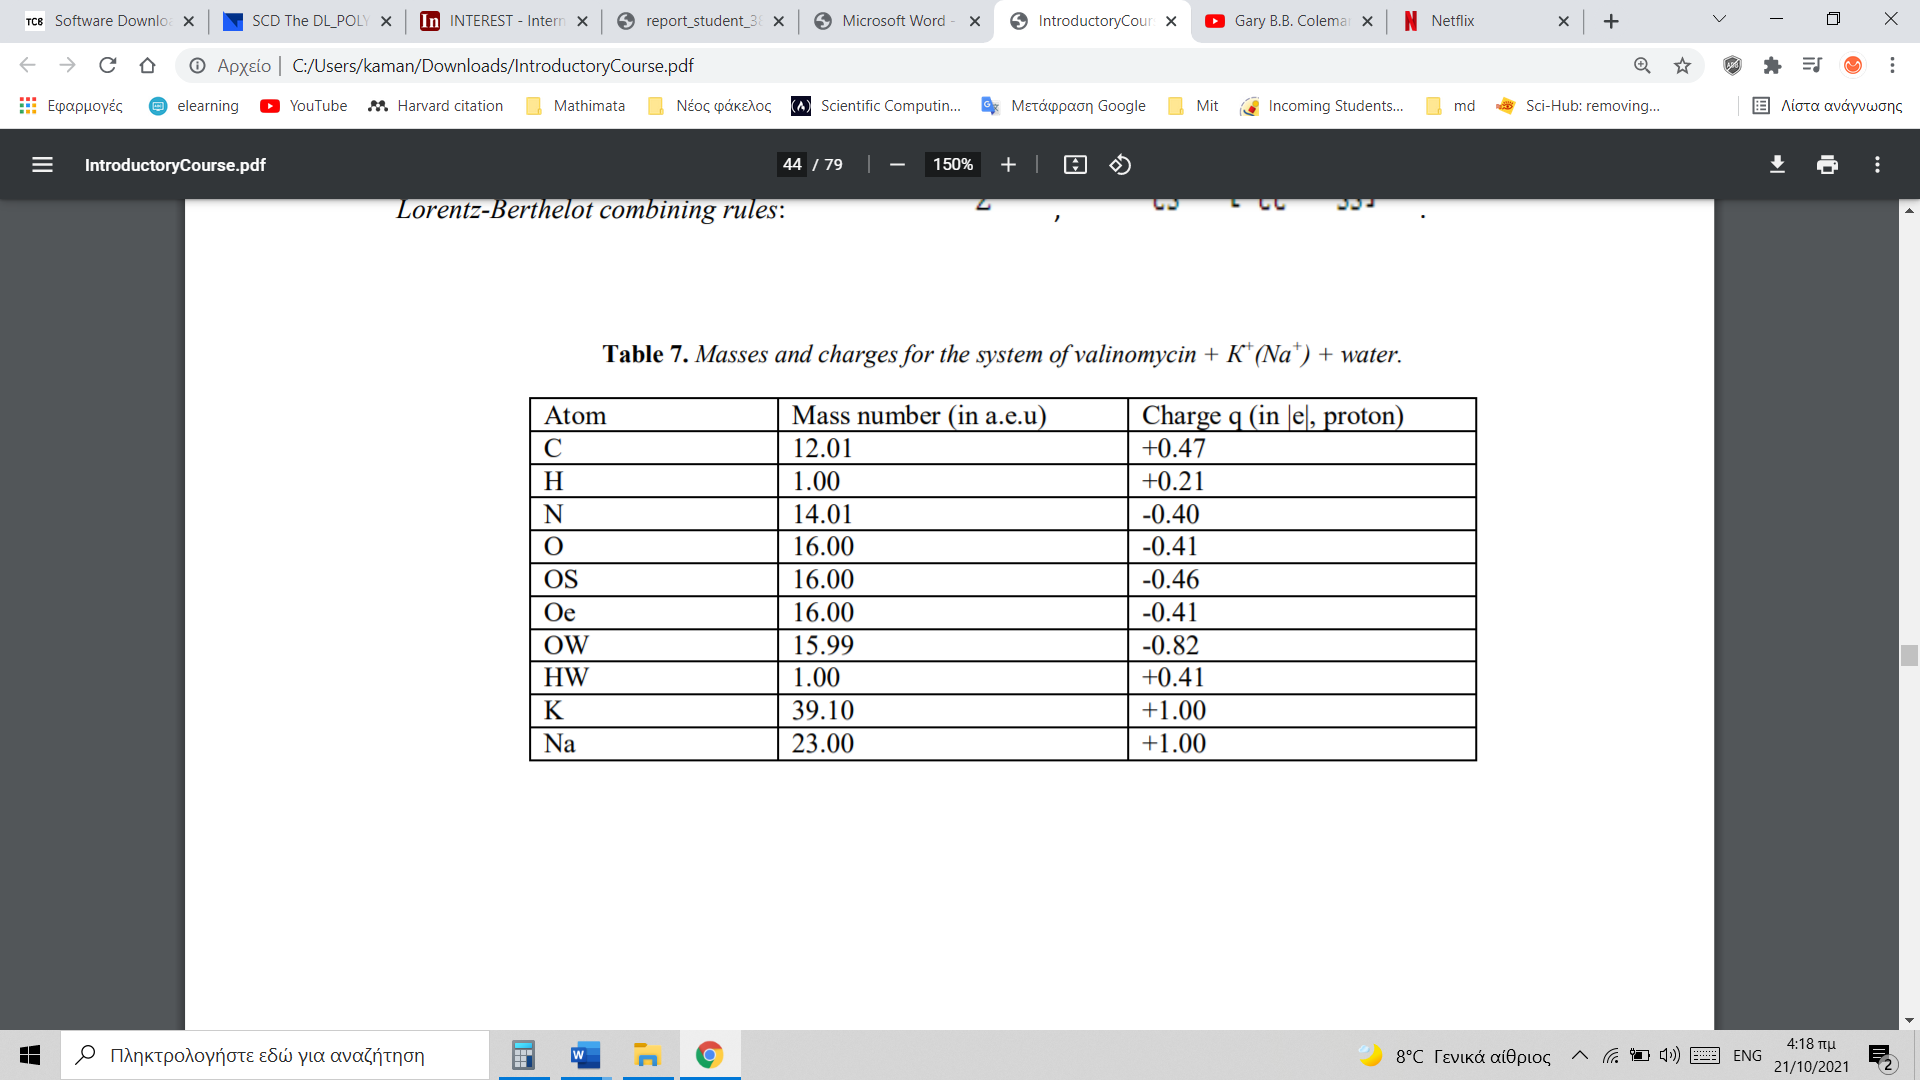 Software Downlo
SCD The DL_POLY
INTEREST - Intern
report_student_38
Microsoft Word -
IntroductoryCour
Gary B.B. Colema
Netflix
Αρχείο | C:/Users/kaman/Downloads/IntroductoryCourse.pdf
Εφαρμογές elearning YouTube Harvard citation Mathimata Νέος φάκελος Scientific Computin... Μετάφραση Google Mit Incoming Students... md Sci-Hub: removing... Λίστα ανάγνωσης
IntroductoryCourse.pdf 44 / 79 150%
Lorentz-Berthelot combining rules:
Table 7. Masses and charges for the system of valinomycin + K+(Na+) + water.
Atom Mass number (in a.e.u) Charge q (in |e|, proton)
C 12.01 +0.47
H 1.00 +0.21
N 14.01 -0.40
O 16.00 -0.41
OS 16.00 -0.46
Oe 16.00 -0.41
OW 15.99 -0.82
HW 1.00 +0.41
K 39.10 +1.00
Na 23.00 +1.00
Πληκτρολογήστε εδώ για αναζήτηση
8°C Γενικά αίθριος
ENG
4:18 πμ
21/10/2021
2